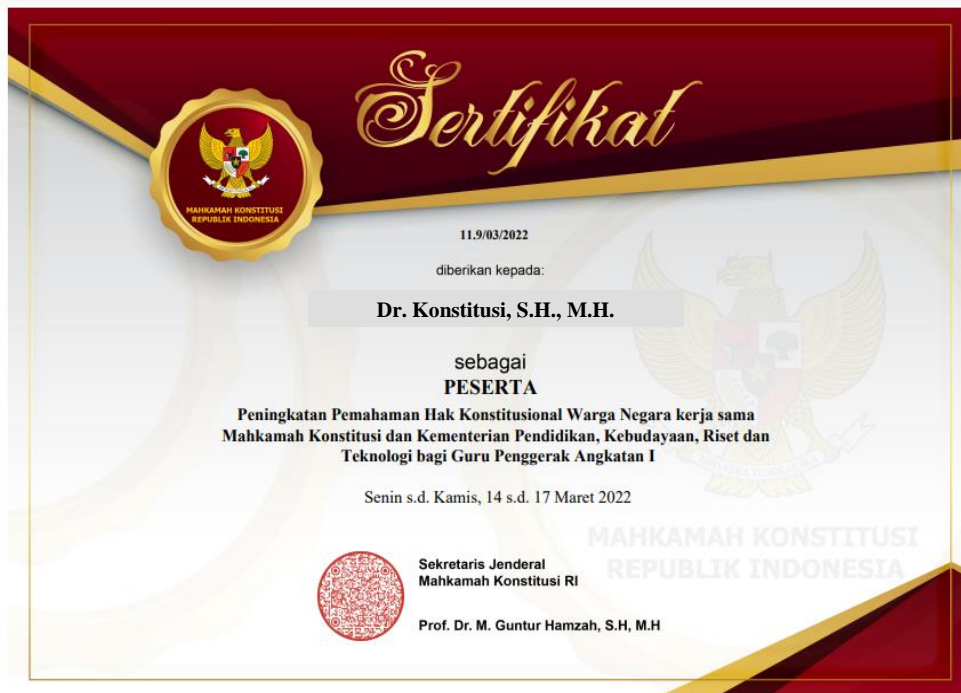 Sertifikat
MAHKAMAH KONSTITUSI
REPUBLIK INDONESIA
11.9/03/2022
diberikan kepada:
Dr. Konstitusi, S.H., M.H.
sebagai
PESERTA
Peningkatan Pemahaman Hak Konstitusional Warga Negara kerja sama
Mahkamah Konstitusi dan Kementerian Pendidikan, Kebudayaan, Riset dan
Teknologi bagi Guru Penggerak Angkatan I
Senin s.d. Kamis, 14 s.d. 17 Maret 2022
MAHKAMAH KONSTITUSI
REPUBLIK INDONESIA
Sekretaris Jenderal
Mahkamah Konstitusi RI
Prof. Dr. M. Guntur Hamzah, S.H, M.H